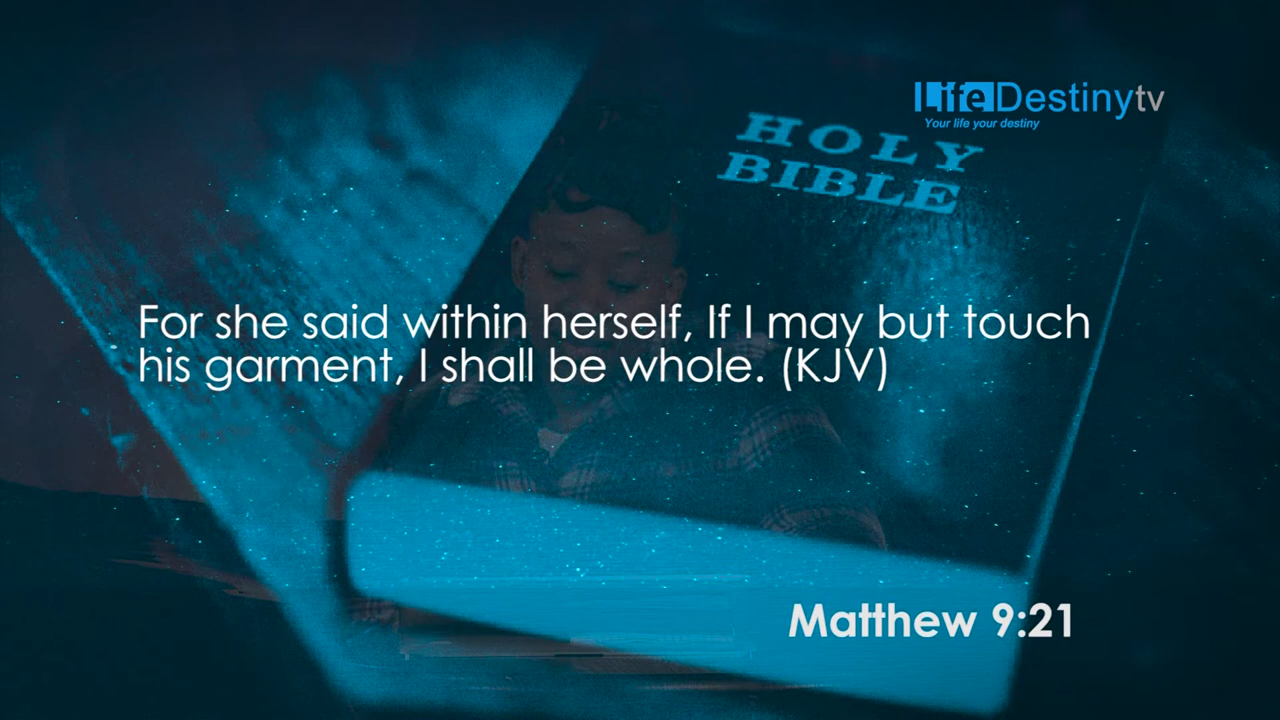 LifeDestinytv
Your life your destiny
HOLY
BIBLE
For she said within herself, If I may but touch
his garment, I shall be whole. (KJV)
Matthew 9:21